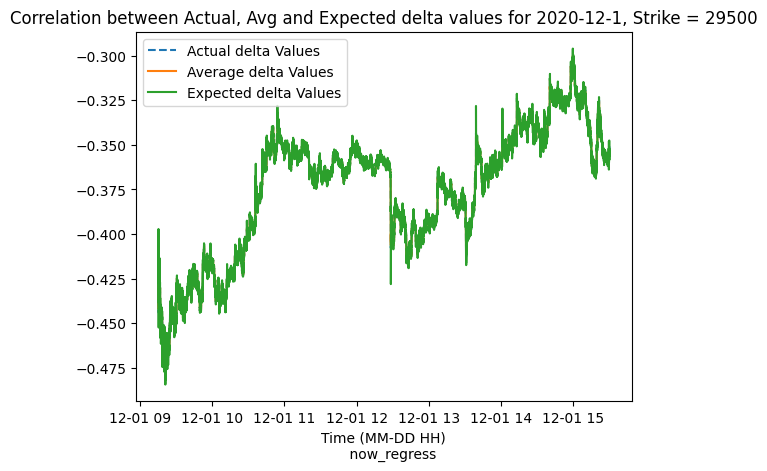 Correlation between Actual, Avg and Expected delta values for 2020-12-1, Strike = 29500
Actual delta Values
Average delta Values
Expected delta Values
−0.300
−0.325
−0.350
−0.375
−0.400
−0.425
−0.450
−0.475
12-01 09 12-01 10 12-01 11 12-01 12 12-01 13 12-01 14 12-01 15
Time (MM-DD HH)
now_regress